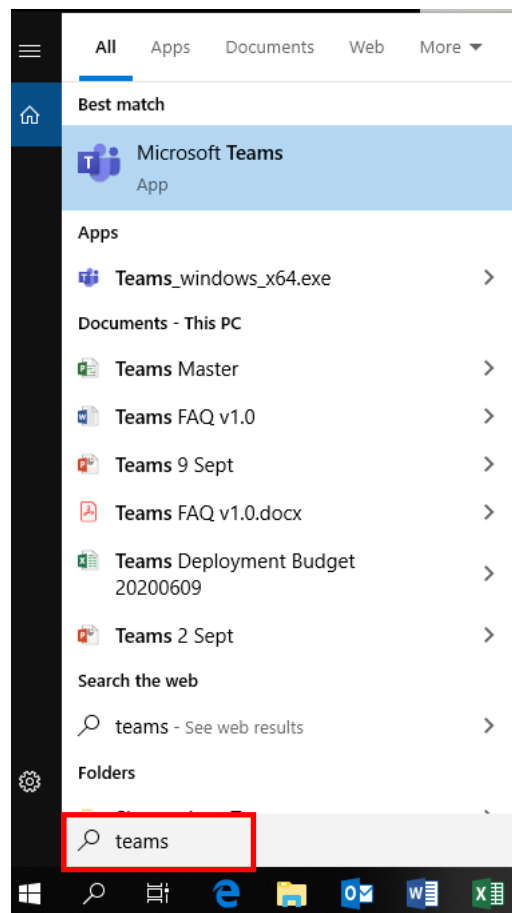 All Apps Documents Web More
Best match
Microsoft Teams
App
Apps
Teams_windows_x64.exe
Documents - This PC
Teams Master
Teams FAQ v1.0
Teams 9 Sept
Teams FAQ v1.0.docx
Teams Deployment Budget
20200609
Teams 2 Sept
Search the web
teams - See web results
Folders
teams